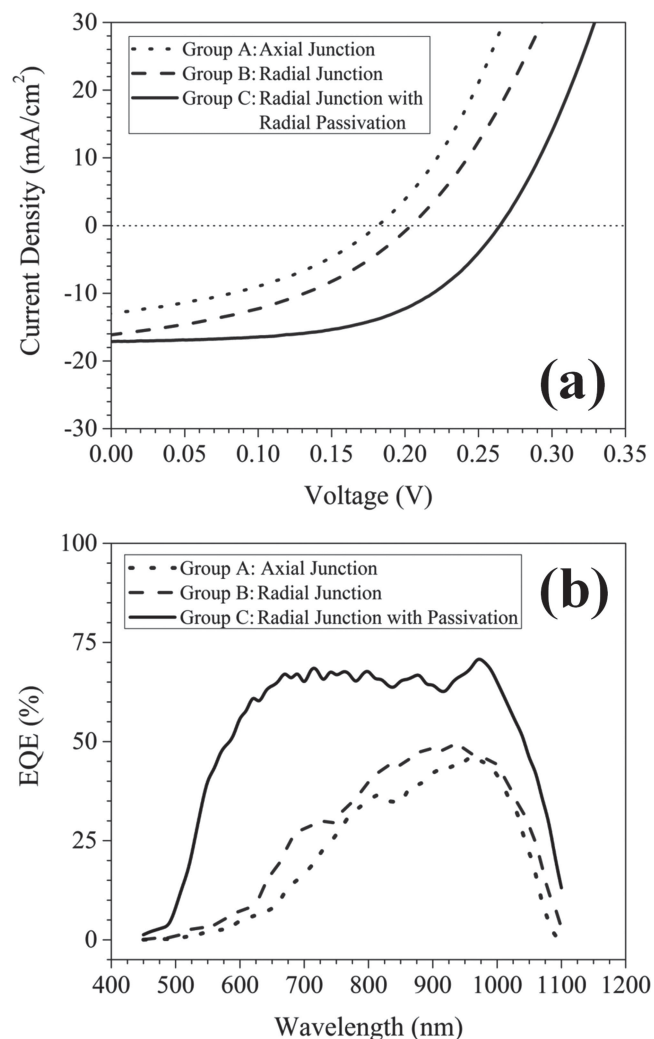 30
20
10
0
-10
-20
-30
Current Density (mA/cm²)
Group A: Axial Junction
Group B: Radial Junction
Group C: Radial Junction with
Radial Passivation
(a)
0.00 0.05 0.10 0.15 0.20 0.25 0.30 0.35
Voltage (V)
100
75
50
25
0
EQE (%)
Group A: Axial Junction
Group B: Radial Junction
Group C: Radial Junction with Passivation
(b)
400 500 600 700 800 900 1000 1100 1200
Wavelength (nm)